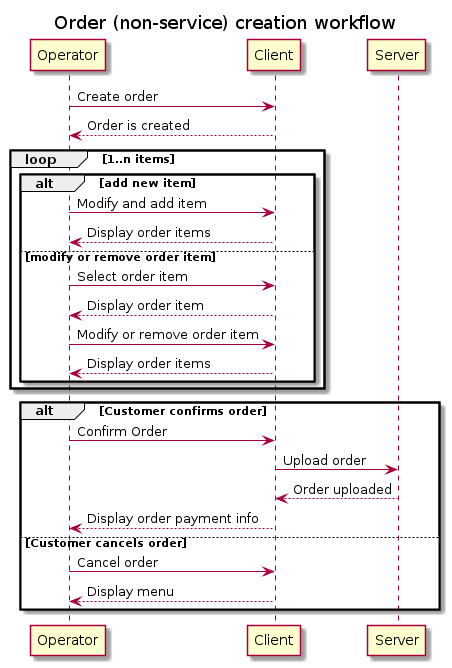 Order (non-service) creation workflow
Operator Client Server
Create order
Order is created
loop [1..n items]
alt [add new item]
Modify and add item
Display order items
[modify or remove order item]
Select order item
Display order item
Modify or remove order item
Display order items
alt [Customer confirms order]
Confirm Order
Upload order
Order uploaded
Display order payment info
[Customer cancels order]
Cancel order
Display menu
Operator Client Server